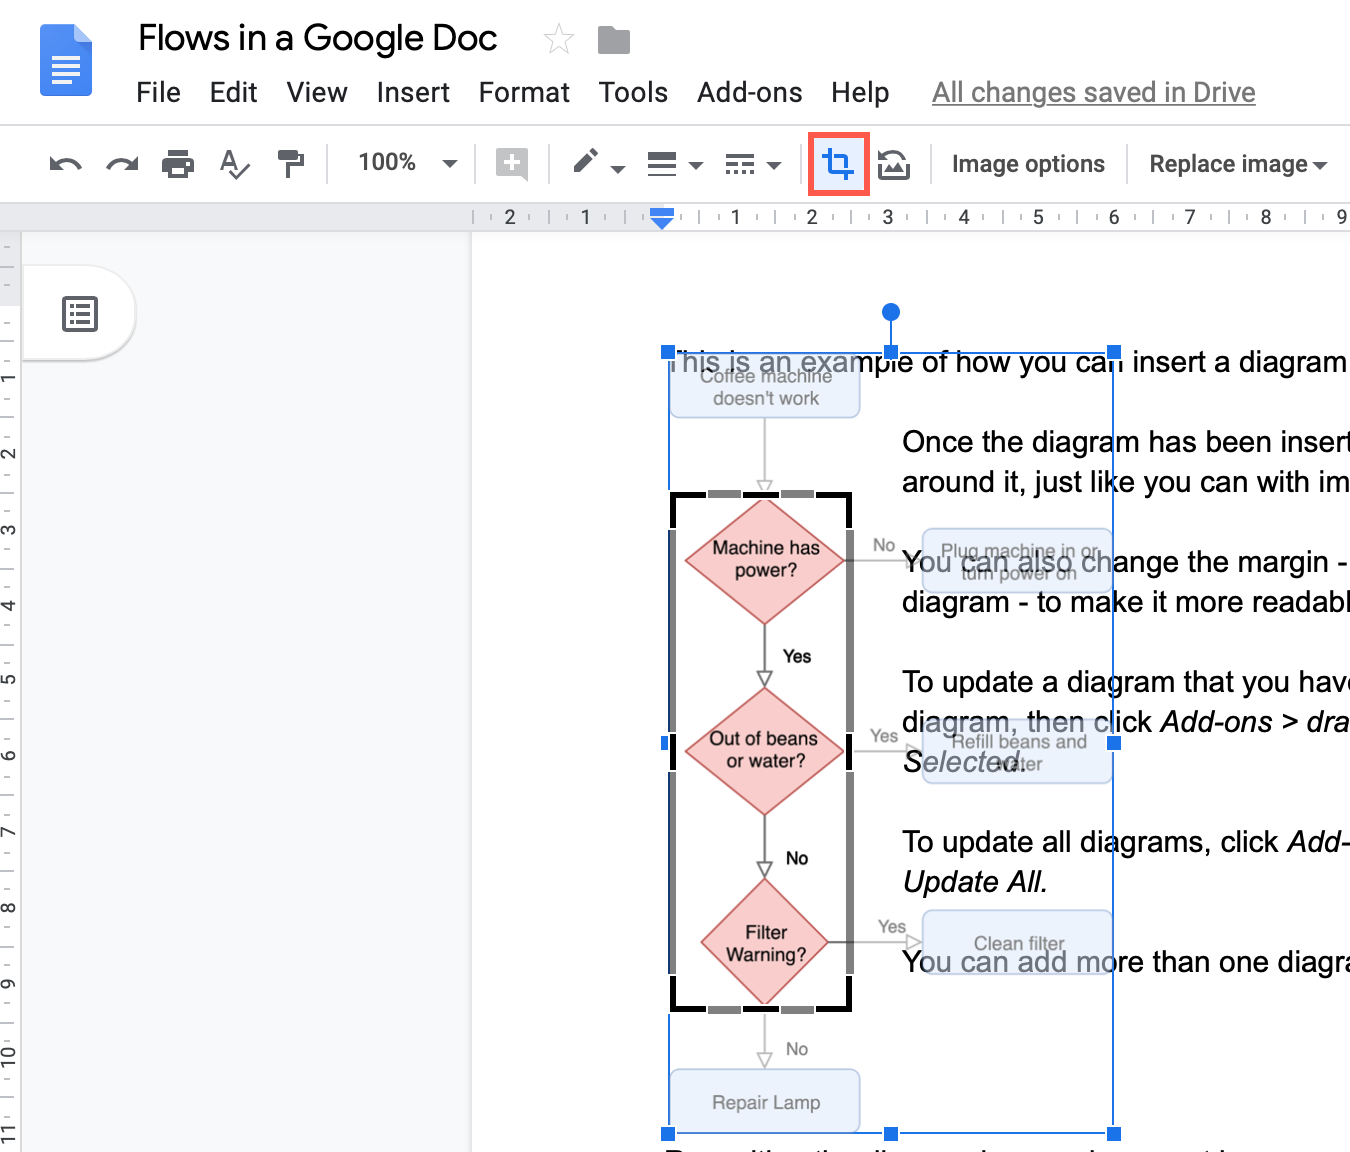 Flows in a Google Doc
File Edit View Insert Format Tools Add-ons Help All changes saved in Drive
100% Image options Replace image
2 1 1 2 3 4 5 6 7 8 9
This is an example of how you can insert a diagram
Coffee machine
doesn't work
Once the diagram has been insert
around it, just like you can with im
Machine has
power?
No
Plug machine in or
turn power on
You can also change the margin -
diagram - to make it more readabl
Yes
To update a diagram that you hav
diagram, then click Add-ons > dra
Selected.
Out of beans
or water?
Yes
Refill beans and
water
No
To update all diagrams, click Add-
Update All.
Filter
Warning?
Yes
Clean filter
You can add more than one diagra
No
Repair Lamp
1
2
3
4
5
6
7
8
9
10
11